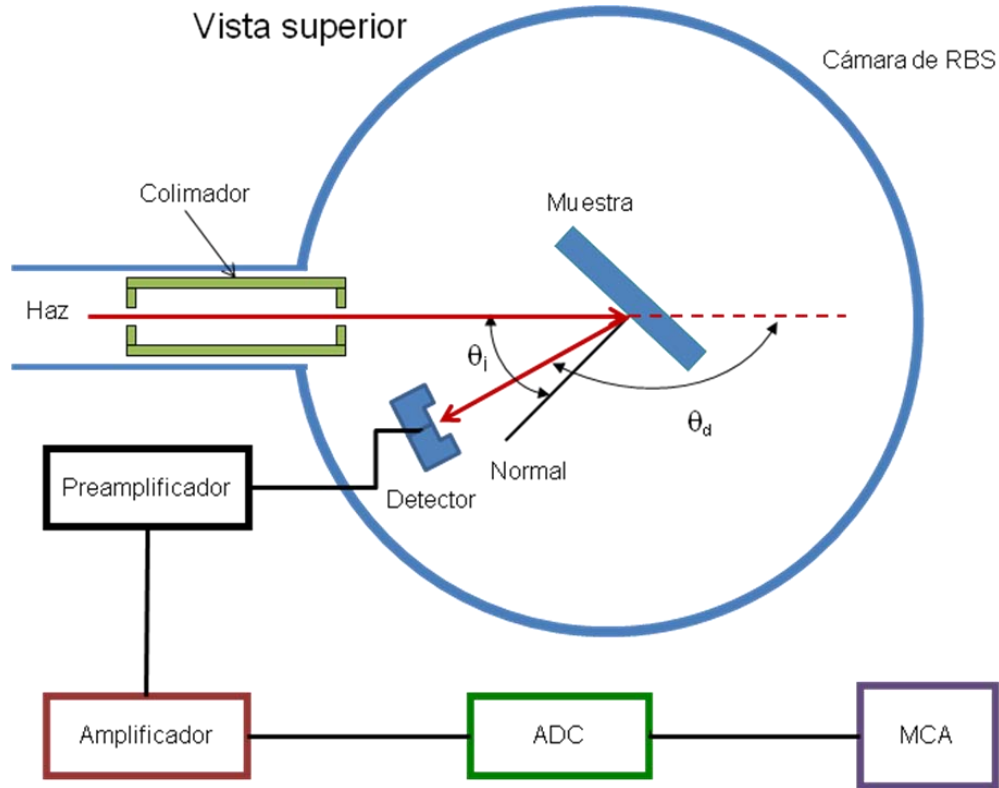 Vista superior
Cámara de RBS
Colimador
Muestra
Haz
θi
θd
Normal
Detector
Preamplificador
Amplificador
ADC
MCA